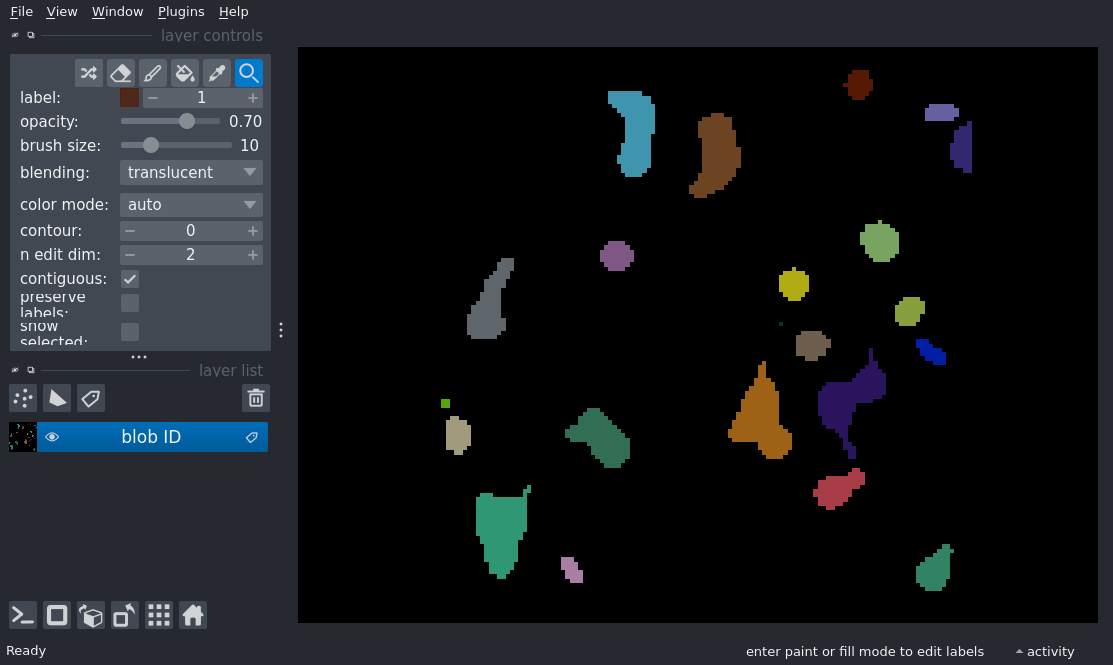 File View Window Plugins Help
layer controls
label: 1
opacity: 0.70
brush size: 10
blending: translucent
color mode: auto
contour: 0
n edit dim: 2
contiguous:
preserve
labels:
show
selected:
layer list
blob ID
Ready
enter paint or fill mode to edit labels
activity